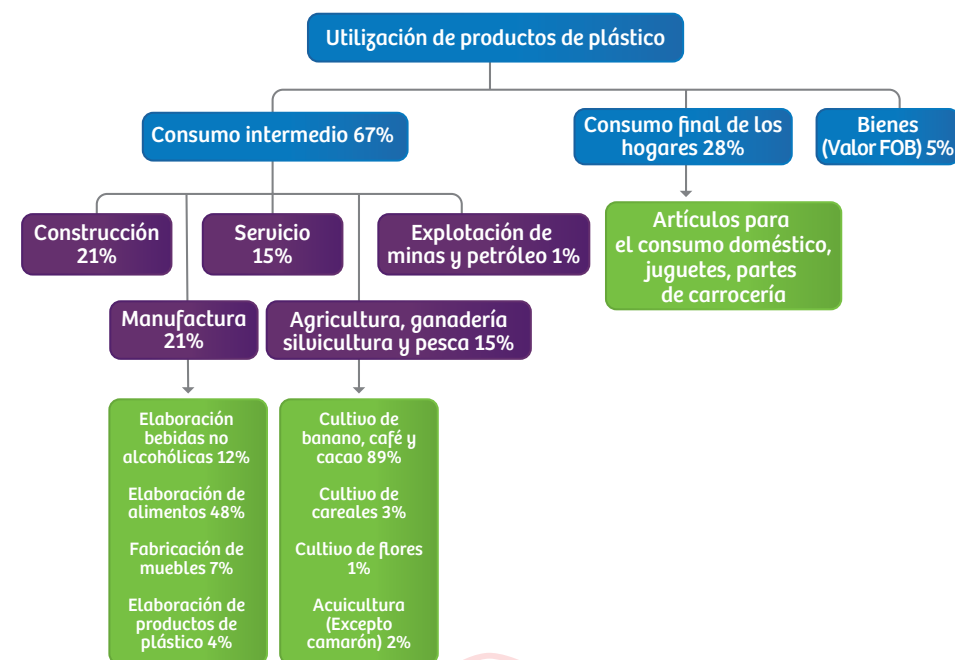 Utilización de productos de plástico
Consumo intermedio 67%
Consumo final de los
hogares 28%
Bienes
(Valor FOB) 5%
Construcción
21%
Servicio
15%
Explotación de
minas y petróleo 1%
Artículos para
el consumo doméstico,
juguetes, partes
de carrocería
Manufactura
21%
Agricultura, ganadería
silvicultura y pesca 15%
Elaboración
bebidas no
alcohólicas 12%
Elaboración de
alimentos 48%
Fabricación de
muebles 7%
Elaboración de
productos de
plástico 4%
Cultivo de
banano, café y
cacao 89%
Cultivo de
careales 3%
Cultivo de flores
1%
Acuicultura
(Excepto
camarón) 2%